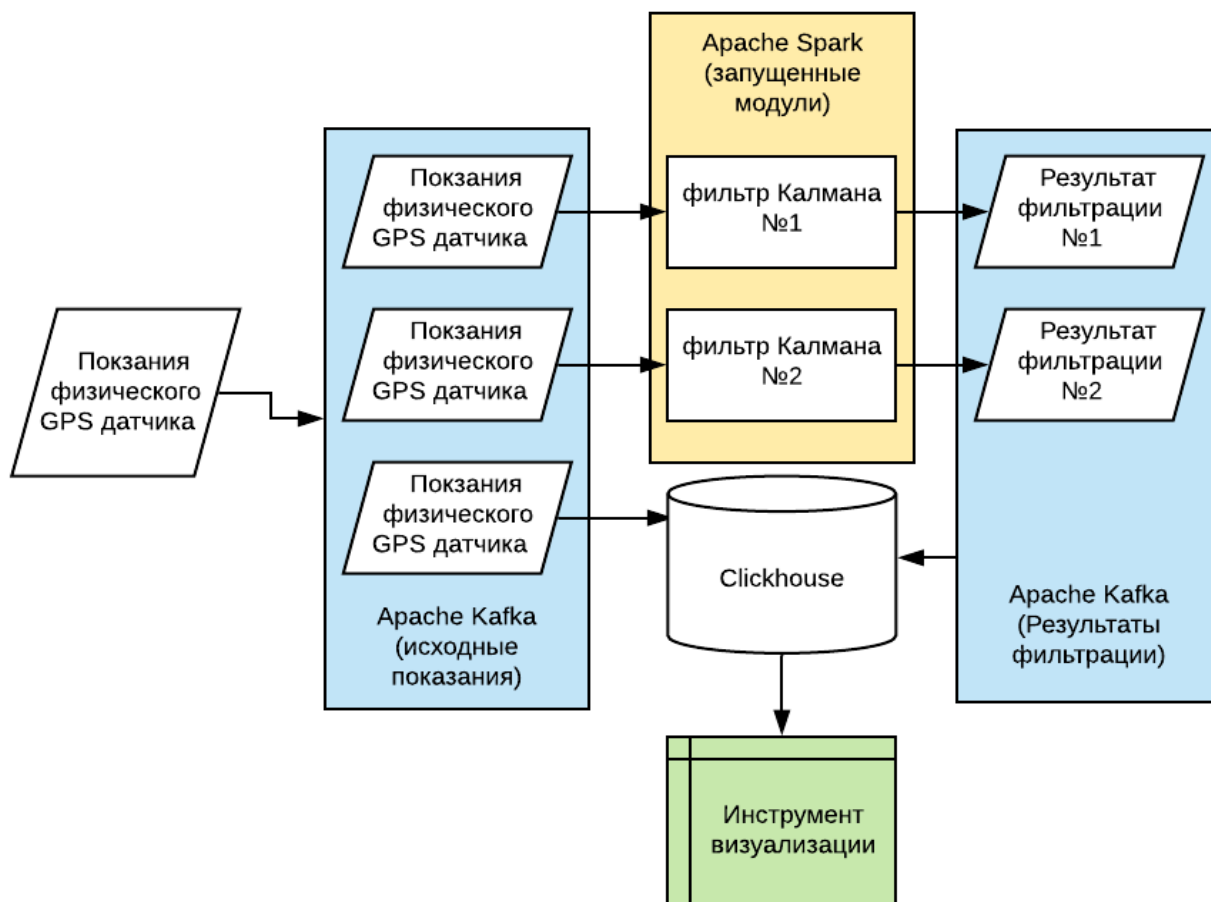 Apache Spark
(запущенные
модули)
Покзания
физического
GPS датчика
фильтр Калмана
№1
Результат
фильтрации
№1
Покзания
физического
GPS датчика
Покзания
физического
GPS датчика
фильтр Калмана
№2
Результат
фильтрации
№2
Покзания
физического
GPS датчика
Clickhouse
Apache Kafka
(исходные
показания)
Apache Kafka
(Результаты
фильтрации)
Инструмент
визуализации